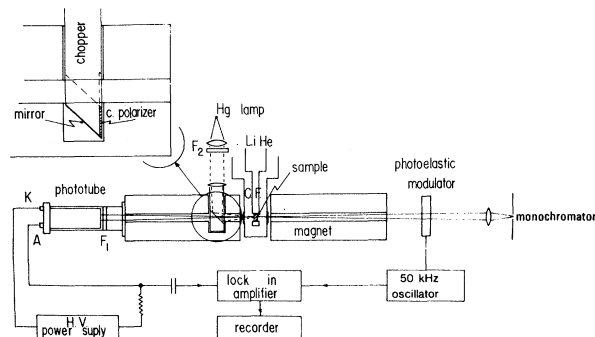 chopper
mirror
c. polarizer
Hg lamp
F2
Li He
sample
photoelastic
modulator
K
phototube
C F
A
F1
magnet
monochromator
lock in
amplifier
50 kHz
oscillator
H.V
power suply
recorder